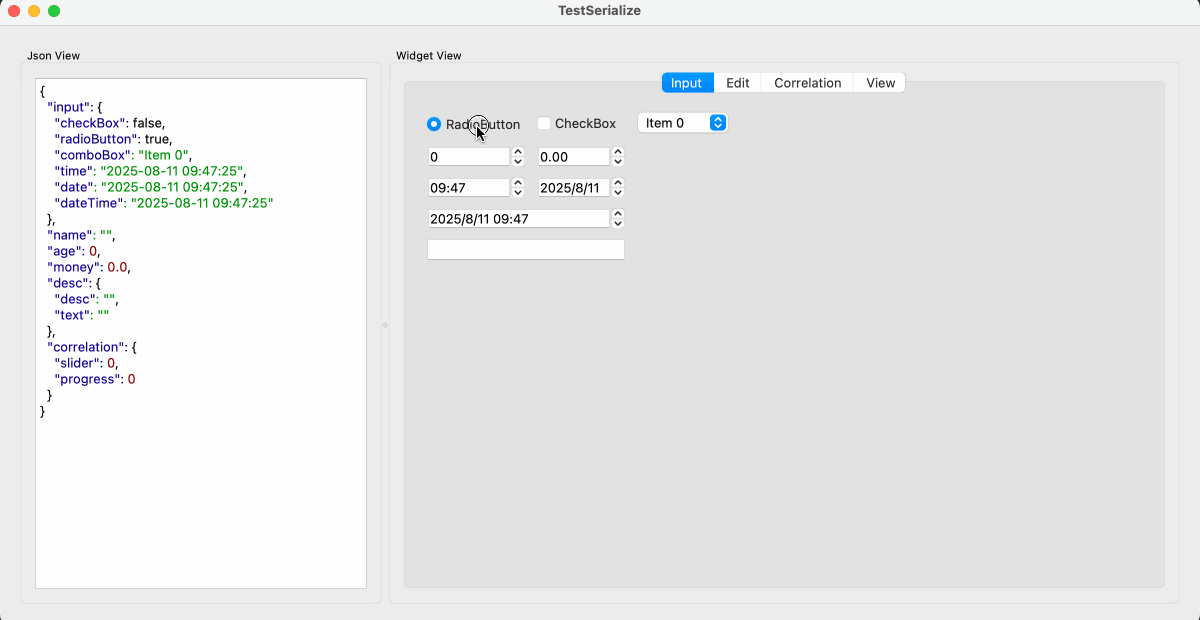 TestSerialize
Json View
{
"input": {
"checkBox": false,
"radioButton": true,
"comboBox": "Item 0",
"time": "2025-08-11 09:47:25",
"date": "2025-08-11 09:47:25",
"dateTime": "2025-08-11 09:47:25"
},
"name": "",
"age": 0,
"money": 0.0,
"desc": {
"desc": "",
"text": ""
},
"correlation": {
"slider": 0,
"progress": 0
}
}
Widget View
Input Edit Correlation View
RadioButton CheckBox Item 0
0 0.00
09:47 2025/8/11
2025/8/11 09:47